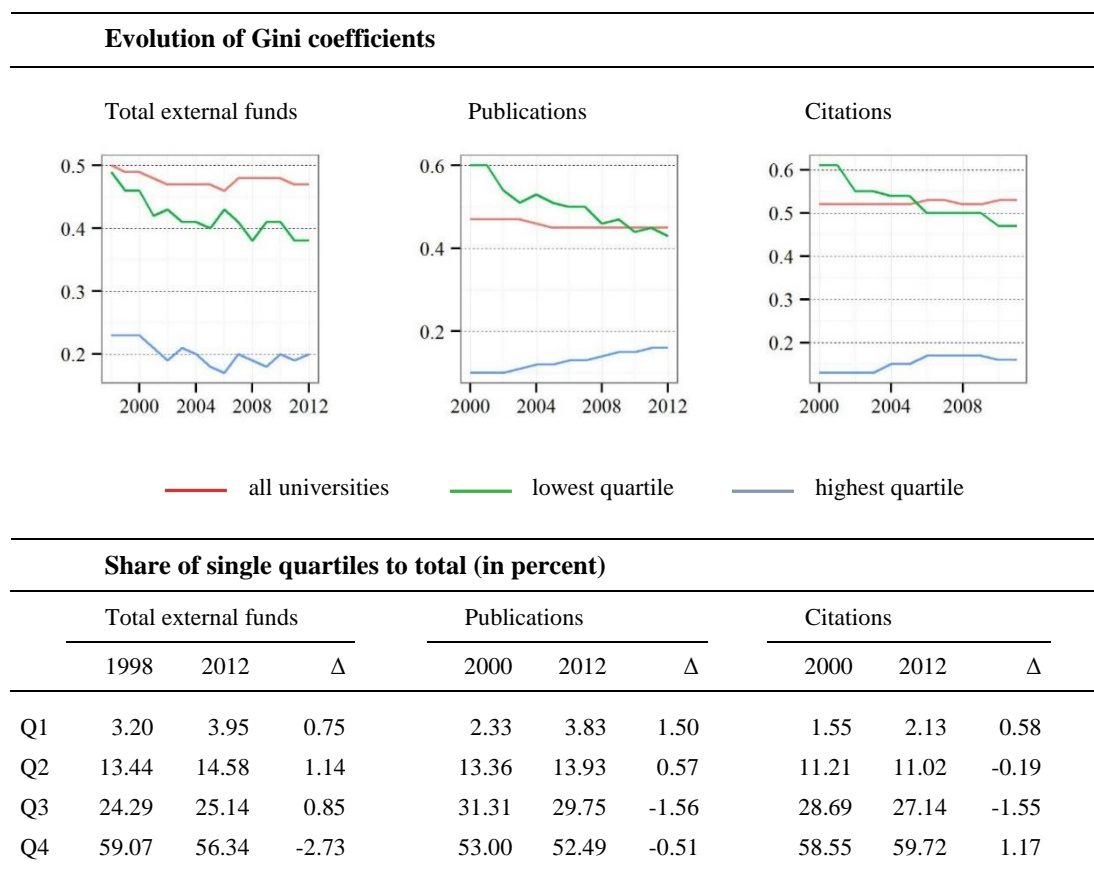 Evolution of Gini coefficients
Total external funds Publications Citations
0.5
0.4
0.3
0.2
2000 2004 2008 2012
0.6
0.4
0.2
2000 2004 2008 2012
0.6
0.5
0.4
0.3
0.2
2000 2004 2008
all universities lowest quartile highest quartile
Share of single quartiles to total (in percent)
Total external funds Publications Citations
1998 2012 Δ 2000 2012 Δ 2000 2012 Δ
Q1 3.20 3.95 0.75 2.33 3.83 1.50 1.55 2.13 0.58
Q2 13.44 14.58 1.14 13.36 13.93 0.57 11.21 11.02 -0.19
Q3 24.29 25.14 0.85 31.31 29.75 -1.56 28.69 27.14 -1.55
Q4 59.07 56.34 -2.73 53.00 52.49 -0.51 58.55 59.72 1.17